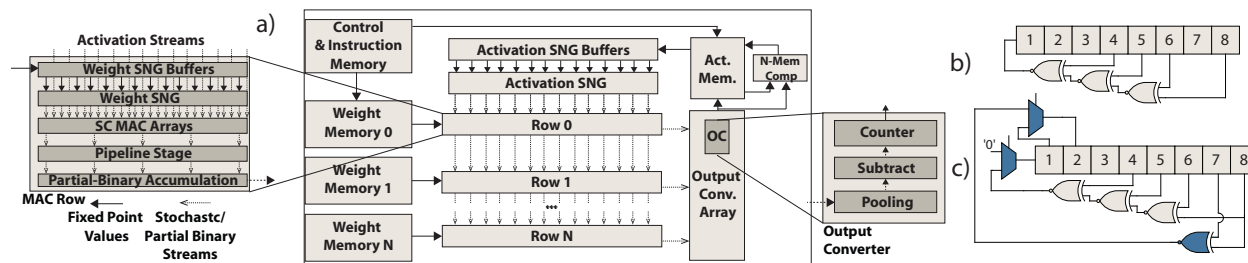 a)
Activation Streams
Weight SNG Buffers
Weight SNG
SC MAC Arrays
Pipeline Stage
Partial-Binary Accumulation
MAC Row
Fixed Point
Values
Stochastc/
Partial Binary
Streams
Control
& Instruction
Memory
Weight
Memory 0
Weight
Memory 1
Weight
Memory N
Activation SNG Buffers
Activation SNG
Row 0
Row 1
...
Row N
Act.
Mem.
N-Mem
Comp
OC
Output
Conv.
Array
Counter
Subtract
Pooling
Output
Converter
b)
1 2 3 4 5 6 7 8
c)
'0'
1 2 3 4 5 6 7 8